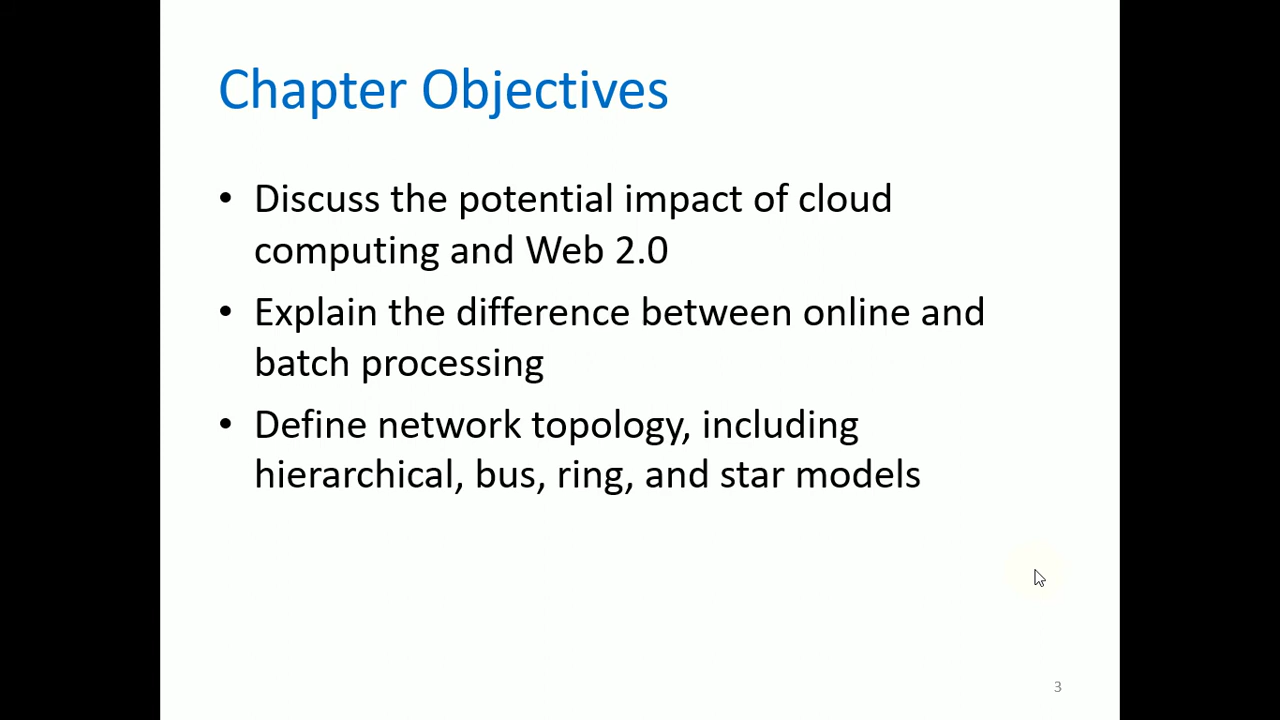 Chapter Objectives
• Discuss the potential impact of cloud
computing and Web 2.0
• Explain the difference between online and
batch processing
• Define network topology, including
hierarchical, bus, ring, and star models
3